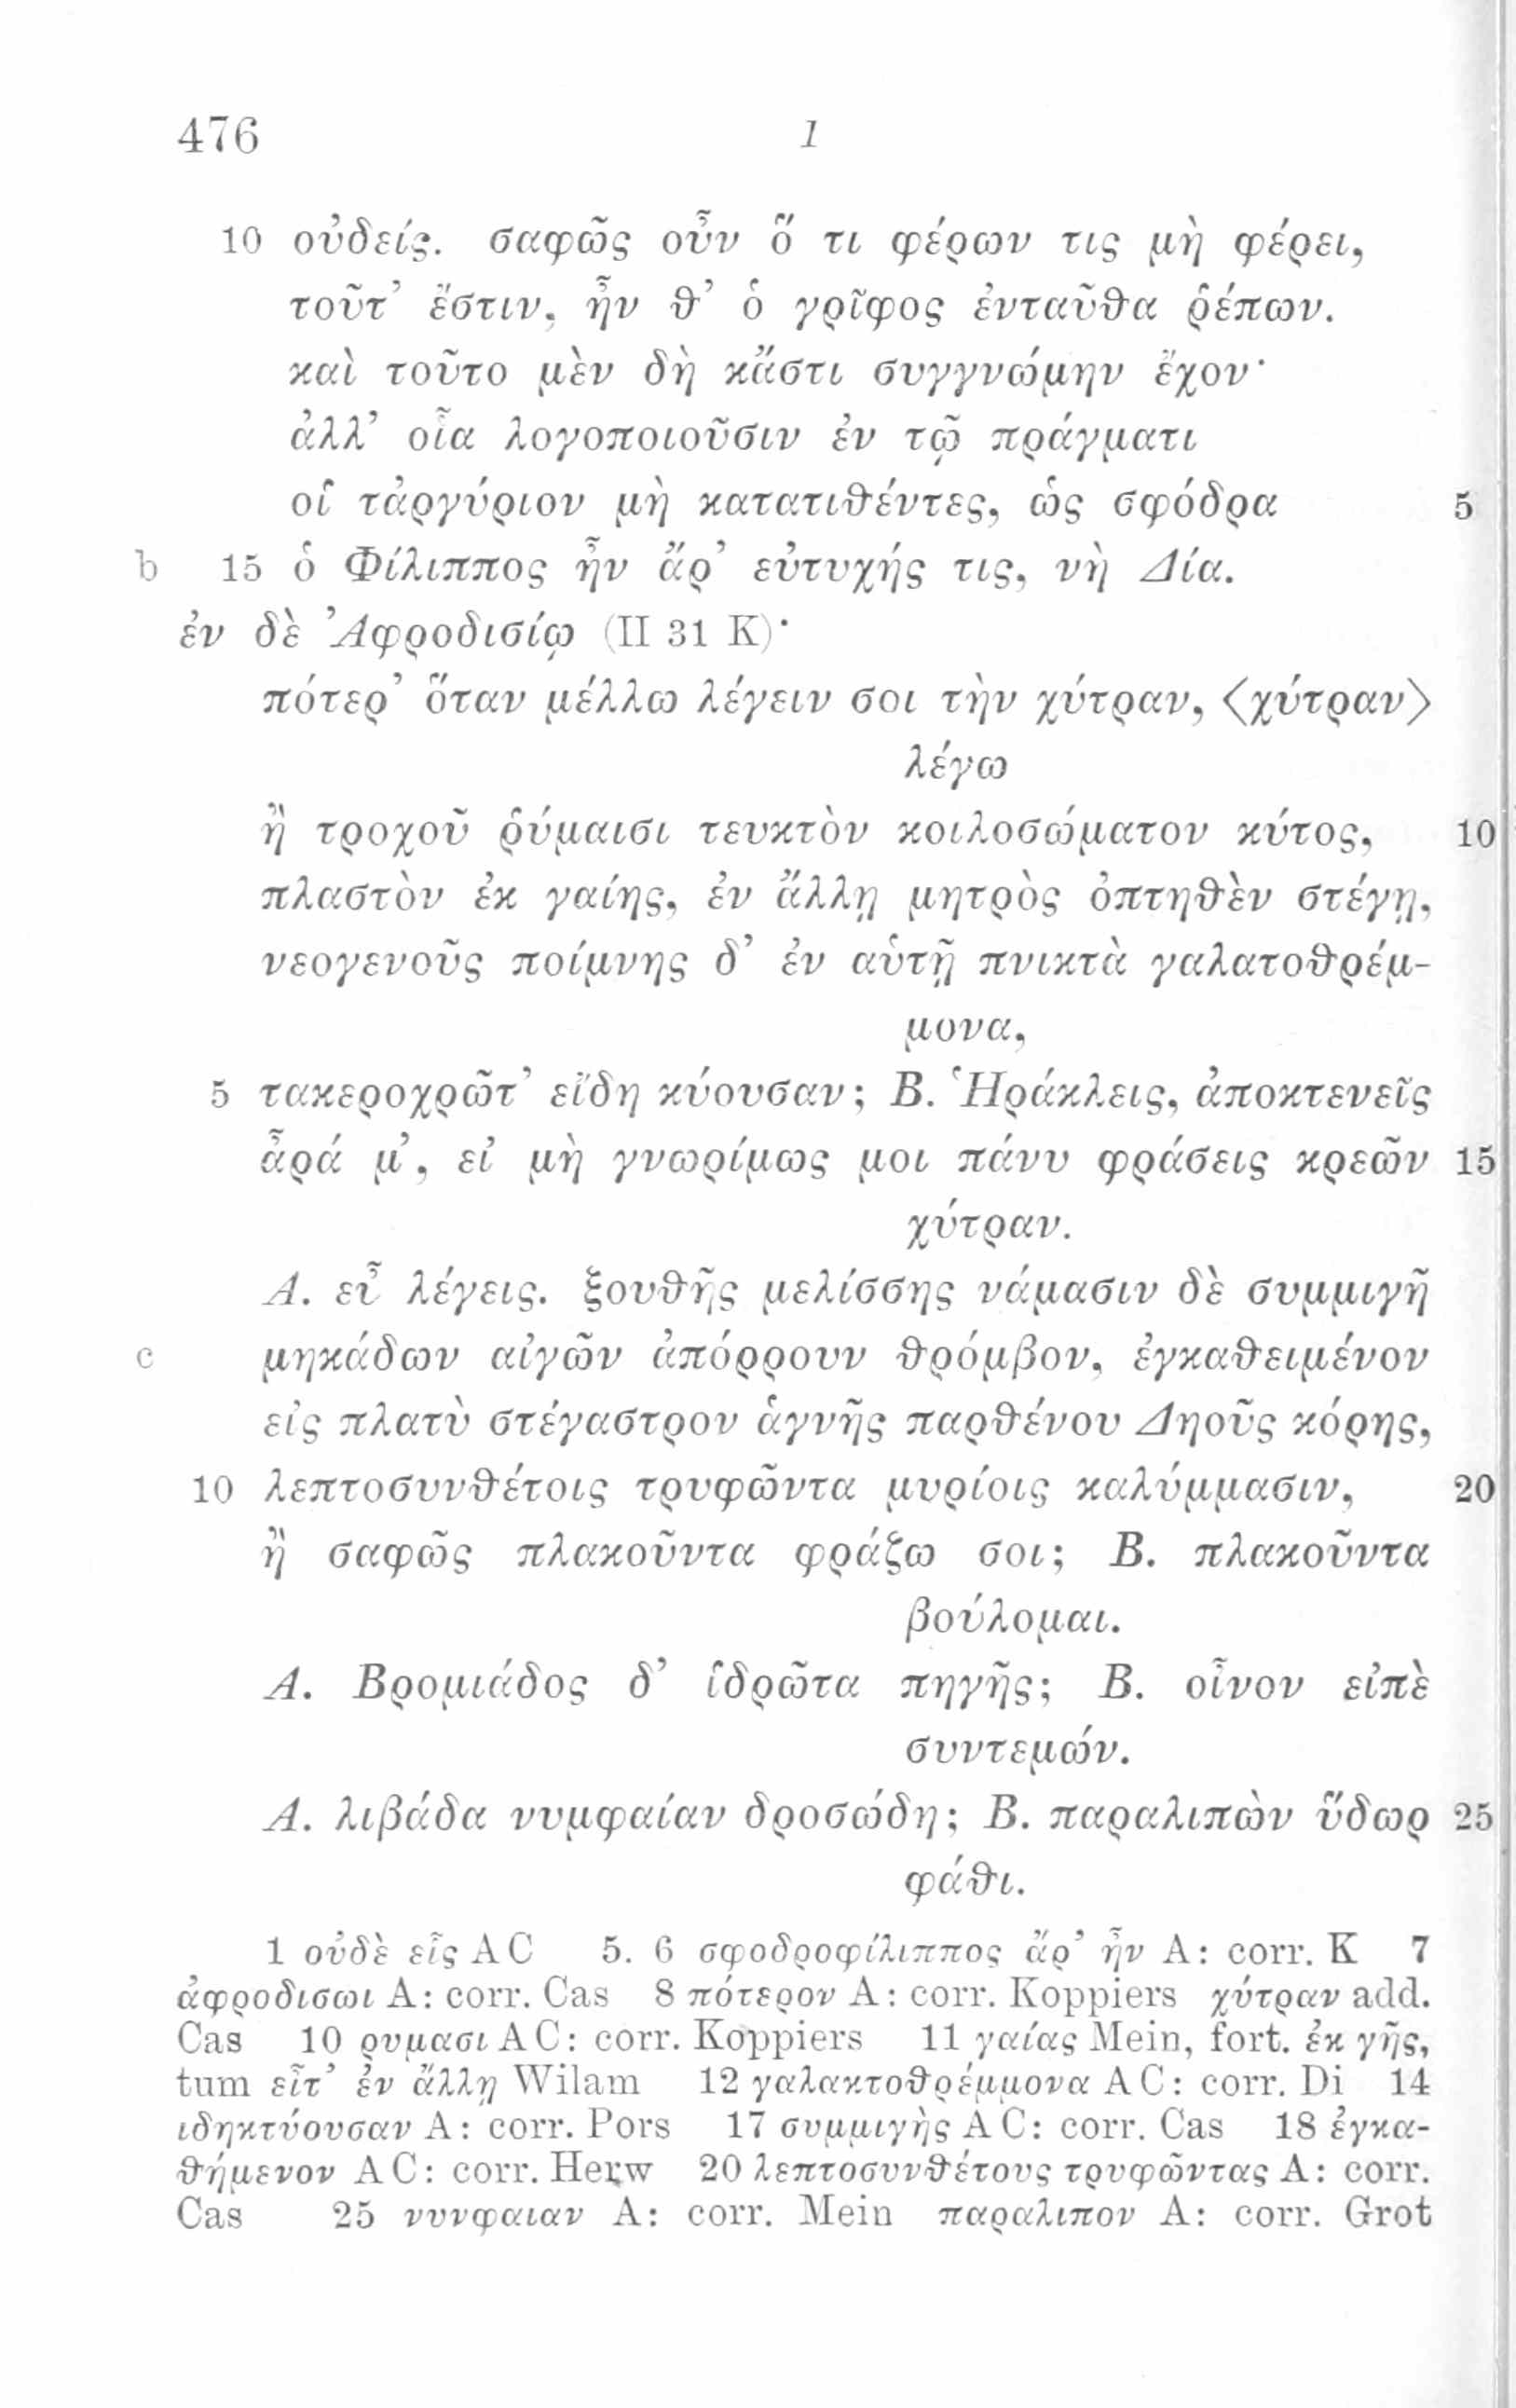 476 I
10 οὐδείς. σαφῶς οὖν ὅ τι φέρων τις μὴ φέρει,
τοῦτ’ ἔστιν, ἦν ϑ’ ὁ γρῖφος ἐνταῦϑα ῥέπων.
καὶ τοῦτο μὲν δὴ κἄστι συγγνώμην ἔχον·
ἀλλ’ οἷα λογοποιοῦσιν ἐν τῷ πράγματι
οἱ τἀργύριον μὴ κατατιϑέντες, ὡς σφόδρα 5
b 15 ὁ Φίλιππος ἦν ἄρ’ εὐτυχής τις, νὴ Δία.
ἐν δὲ Ἀφροδισίῳ (II 31 K)·
πότερ’ ὅταν μέλλω λέγειν σοι τὴν χύτραν, <χύτραν>
λέγω
ἢ τροχοῦ ῥύμαισι τευκτὸν κοιλοσώματον κύτος, 10
πλαστὸν ἐκ γαίης, ἐν ἄλλῃ μητρὸς ὀπτηϑὲν στέγῃ,
νεογενοῦς ποίμνης δ’ ἐν αὑτῇ πνικτὰ γαλατοϑρέμ-
μονα,
5 τακεροχρῶτ’ εἴδη κύουσαν; B. Ἡράκλεις, ἀποκτενεῖς
ἆρά μ’, εἰ μὴ γνωρίμως μοι πάνυ φράσεις κρεῶν 15
χύτραν.
A. εὖ λέγεις. ξουϑῆς μελίσσης νάμασιν δὲ συμμιγῆ
c μηκάδων αἰγῶν ἀπόρρουν ϑρόμβον, ἐγκαϑειμένον
εἰς πλατὺ στέγαστρον ἁγνῆς παρϑένου Δηοῦς κόρης,
10 λεπτοσυνϑέτοις τρυφῶντα μυρίοις καλύμμασιν, 20
ἢ σαφῶς πλακοῦντα φράζω σοι; B. πλακοῦντα
βούλομαι.
A. Βρομιάδος δ’ ἱδρῶτα πηγῆς; B. οἶνον εἰπὲ
συντεμών.
A. λιβάδα νυμφαίαν δροσώδη; B. παραλιπὼν ὕδωρ 25
φάϑι.
1 οὐδὲ εἷς AC 5. 6 σφοδροφίλιππος ἄρ’ ἦν A: corr. K 7
ἀφροδισωι A: corr. Cas 8 πότερον A: corr. Koppiers χύτραν add.
Cas 10 ρυμασι AC: corr. Koppiers 11 γαίας Mein, fort. ἐκ γῆς,
tum εἶτ’ ἐν ἄλλῃ Wilam 12 γαλακτοϑρέμμονα AC: corr. Di 14
ιδηκτύουσαν A: corr. Pors 17 συμμιγὴς AC: corr. Cas 18 ἐγκα-
ϑήμενον AC: corr. Herw 20 λεπτοσυνϑέτους τρυφῶντας A: corr.
Cas 25 νυνφαιαν A: corr. Mein παραλιπον A: corr. Grot